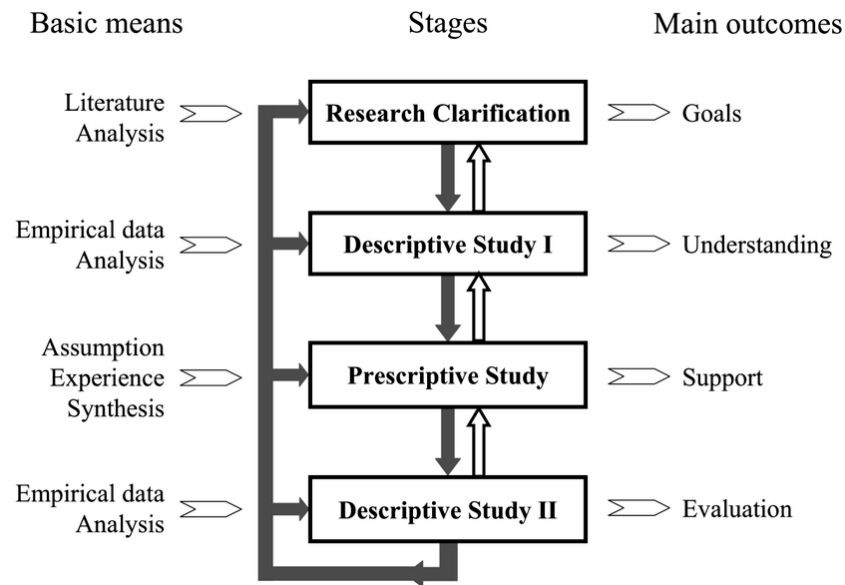 Basic means
Stages
Main outcomes
Literature
Analysis
Research Clarification
Goals
Empirical data
Analysis
Descriptive Study I
Understanding
Assumption
Experience
Synthesis
Prescriptive Study
Support
Empirical data
Analysis
Descriptive Study II
Evaluation